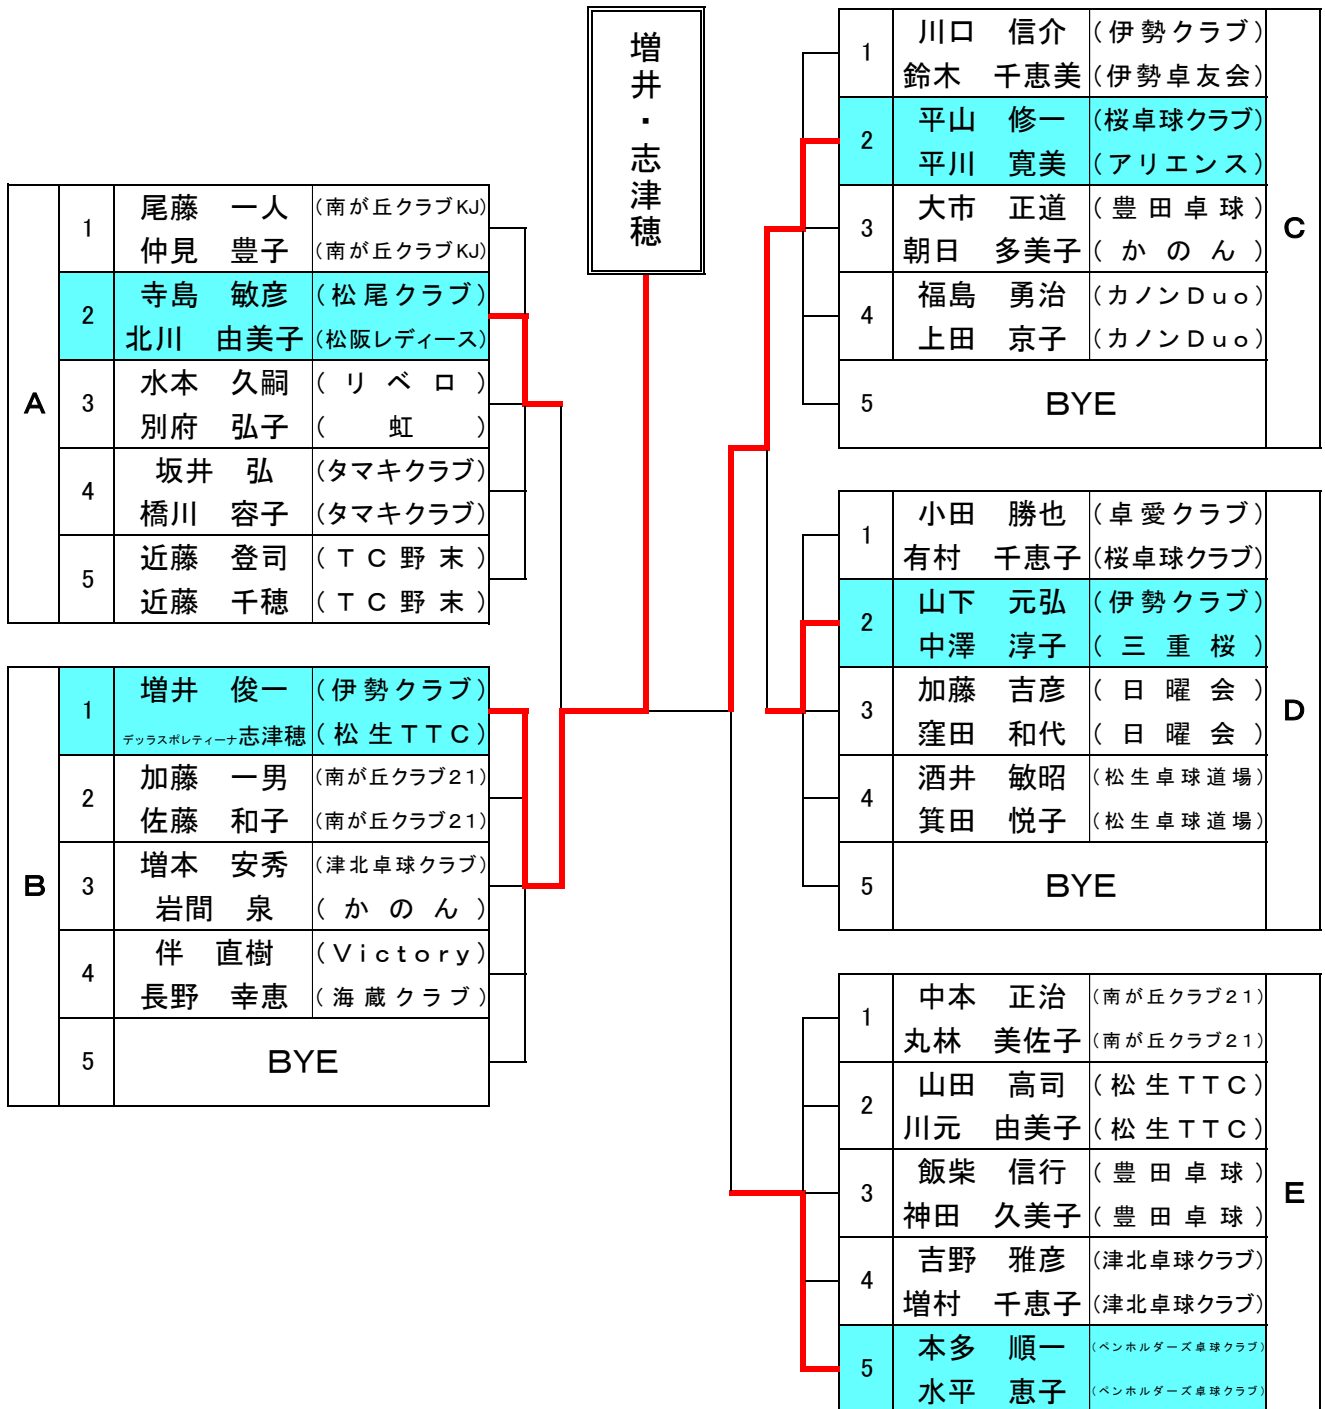 増井・志津穂
A
1
尾藤 一人 (南が丘クラブKJ)
仲見 豊子 (南が丘クラブKJ)
2
寺島 敏彦 (松尾クラブ)
北川 由美子 (松阪レディース)
3
水本 久嗣 (リベロ)
別府 弘子 (虹)
4
坂井 弘 (タマキクラブ)
橋川 容子 (タマキクラブ)
5
近藤 登司 (TC野末)
近藤 千穂 (TC野末)
B
1
増井 俊一 (伊勢クラブ)
デッラスポレティーナ志津穂 (松生TTC)
2
加藤 一男 (南が丘クラブ21)
佐藤 和子 (南が丘クラブ21)
3
増本 安秀 (津北卓球クラブ)
岩間 泉 (かのん)
4
伴 直樹 (Victory)
長野 幸恵 (海蔵クラブ)
5
BYE
C
1
川口 信介 (伊勢クラブ)
鈴木 千恵美 (伊勢卓友会)
2
平山 修一 (桜卓球クラブ)
平川 寛美 (アリエンス)
3
大市 正道 (豊田卓球)
朝日 多美子 (かのん)
4
福島 勇治 (カノンDuo)
上田 京子 (カノンDuo)
5
BYE
D
1
小田 勝也 (卓愛クラブ)
有村 千恵子 (桜卓球クラブ)
2
山下 元弘 (伊勢クラブ)
中澤 淳子 (三重桜)
3
加藤 吉彦 (日曜会)
窪田 和代 (日曜会)
4
酒井 敏昭 (松生卓球道場)
箕田 悦子 (松生卓球道場)
5
BYE
E
1
中本 正治 (南が丘クラブ21)
丸林 美佐子 (南が丘クラブ21)
2
山田 高司 (松生TTC)
川元 由美子 (松生TTC)
3
飯柴 信行 (豊田卓球)
神田 久美子 (豊田卓球)
4
吉野 雅彦 (津北卓球クラブ)
増村 千恵子 (津北卓球クラブ)
5
本多 順一 (ペンホルダーズ卓球クラブ)
水平 恵子 (ペンホルダーズ卓球クラブ)